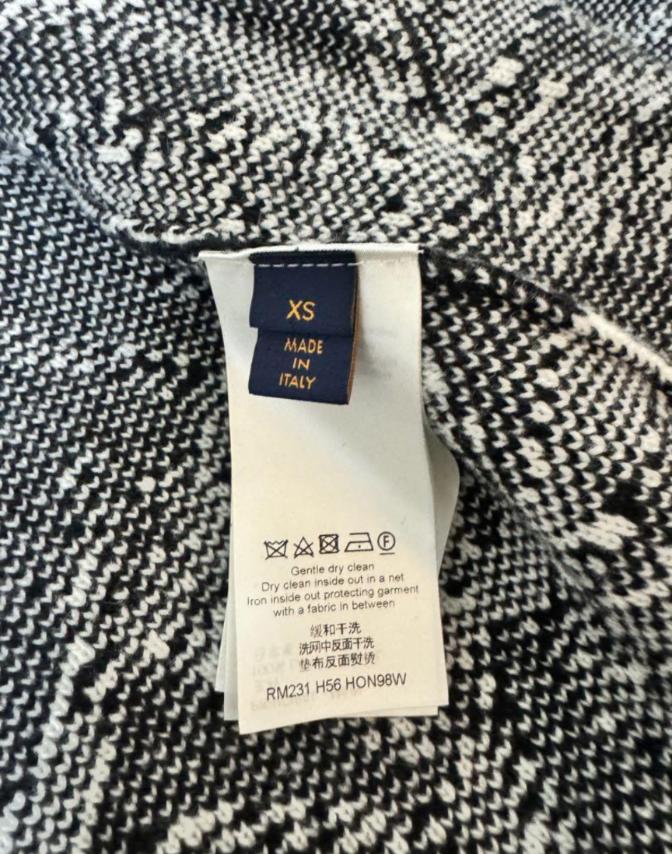 XS
MADE
IN
ITALY
Gentle dry clean
Dry clean inside out in a net
Iron inside out protecting garment
with a fabric in between
缓和干洗
洗网中反面干洗
垫布反面熨烫
RM231 H56 HON98W